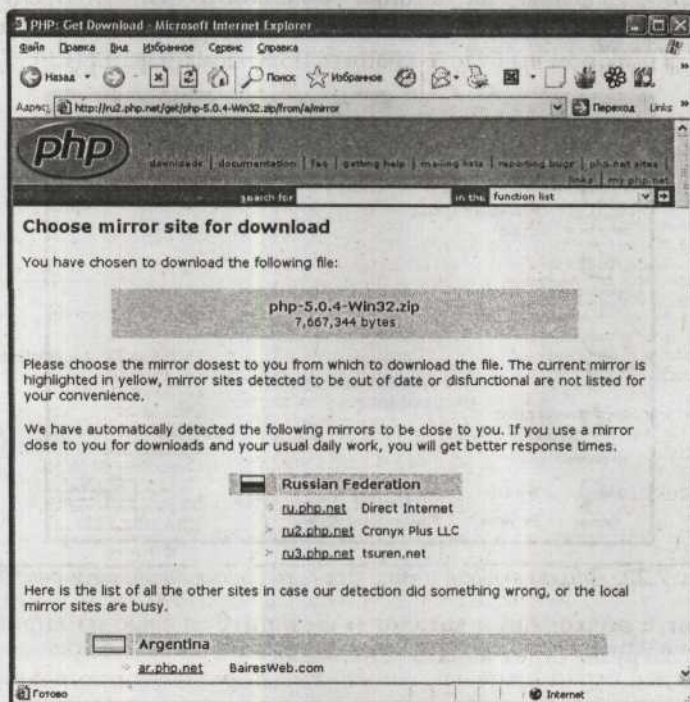 PHP: Get Download - Microsoft Internet Explorer
Файл Правка Вид Избранное Сервис Справка
Назад Поиск Избранное
Адрес: http://ru2.php.net/get/php-5.0.4-Win32.zip/from/a/mirror Переход Links
php
downloads | documentation | faq | getting help | mailing lists | reporting bugs | php.net sites |
links | my php.net
search for in the function list
Choose mirror site for download
You have chosen to download the following file:
php-5.0.4-Win32.zip
7,667,344 bytes
Please choose the mirror closest to you from which to download the file. The current mirror is
highlighted in yellow, mirror sites detected to be out of date or disfunctional are not listed for
your convenience.
We have automatically detected the following mirrors to be close to you. If you use a mirror
close to you for downloads and your usual daily work, you will get better response times.
Russian Federation
ru.php.net Direct Internet
ru2.php.net Cronyx Plus LLC
ru3.php.net tsuren.net
Here is the list of all the other sites in case our detection did something wrong, or the local
mirror sites are busy.
Argentina
ar.php.net BairesWeb.com
Готово Internet